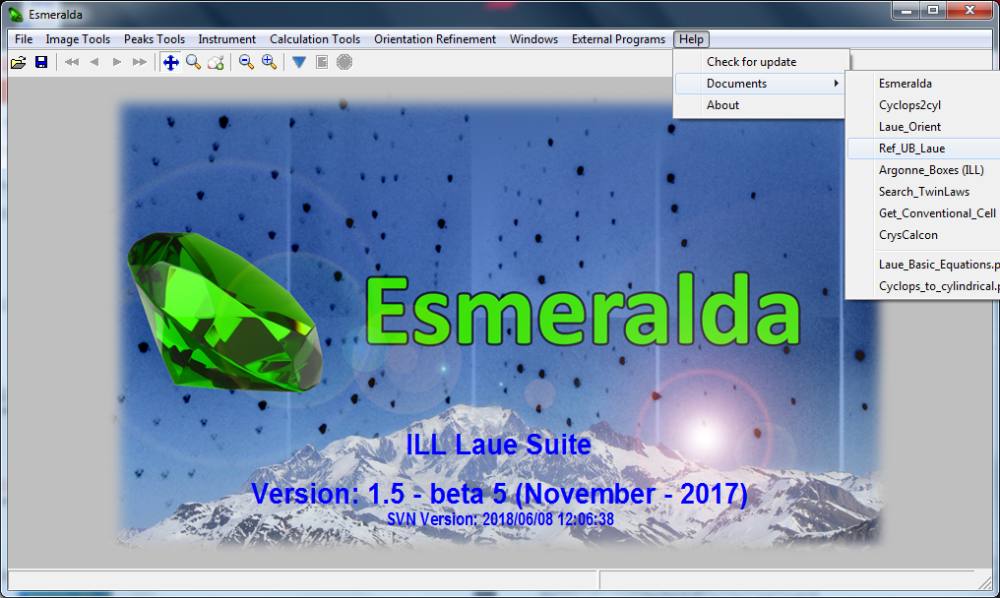 Esmeralda
File Image Tools Peaks Tools Instrument Calculation Tools Orientation Refinement Windows External Programs Help
Check for update
Documents
About
Esmeralda
Cyclops2cyl
Laue_Orient
Ref_UB_Laue
Argonne_Boxes (ILL)
Search_TwinLaws
Get_Conventional_Cell
CrysCalcon
Laue_Basic_Equations.p
Cyclops_to_cylindrical.p
Esmeralda
ILL Laue Suite
Version: 1.5 - beta 5 (November - 2017)
SVN Version: 2018/06/08 12:06:38